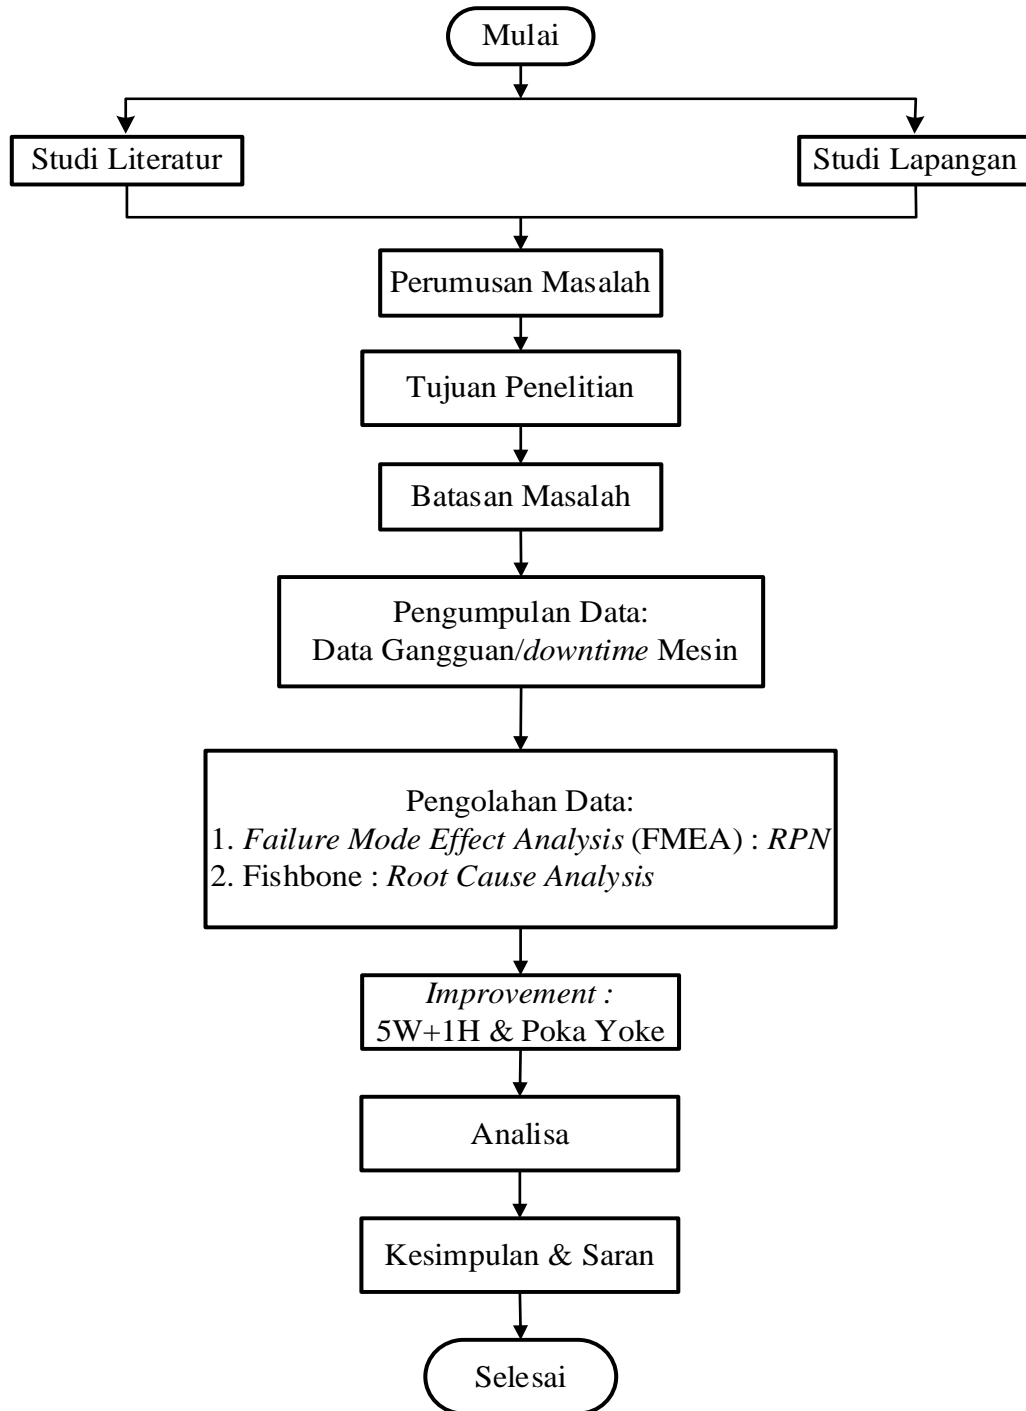 Mulai
Studi Literatur
Studi Lapangan
Perumusan Masalah
Tujuan Penelitian
Batasan Masalah
Pengumpulan Data:
Data Gangguan/downtime Mesin
Pengolahan Data:
1. Failure Mode Effect Analysis (FMEA) : RPN
2. Fishbone : Root Cause Analysis
Improvement :
5W+1H & Poka Yoke
Analisa
Kesimpulan & Saran
Selesai